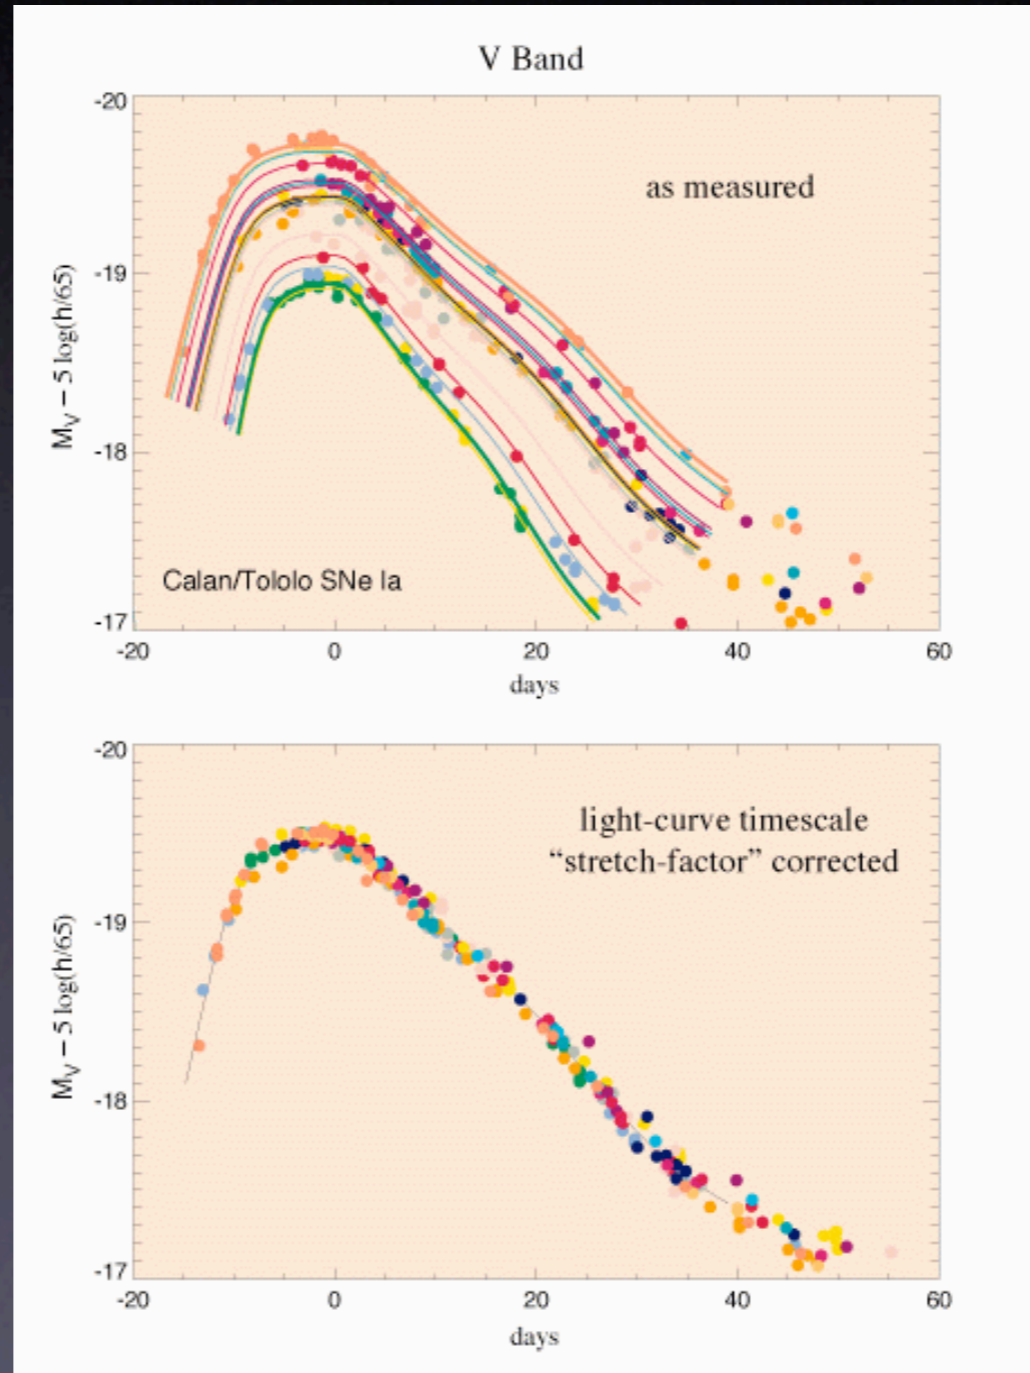 V Band
-20
as measured
-19
M_V – 5 log(h/65)
-18
Calan/Tololo SNe Ia
-17
-20 0 20 40 60
days
-20
light-curve timescale
“stretch-factor” corrected
-19
M_V – 5 log(h/65)
-18
-17
-20 0 20 40 60
days